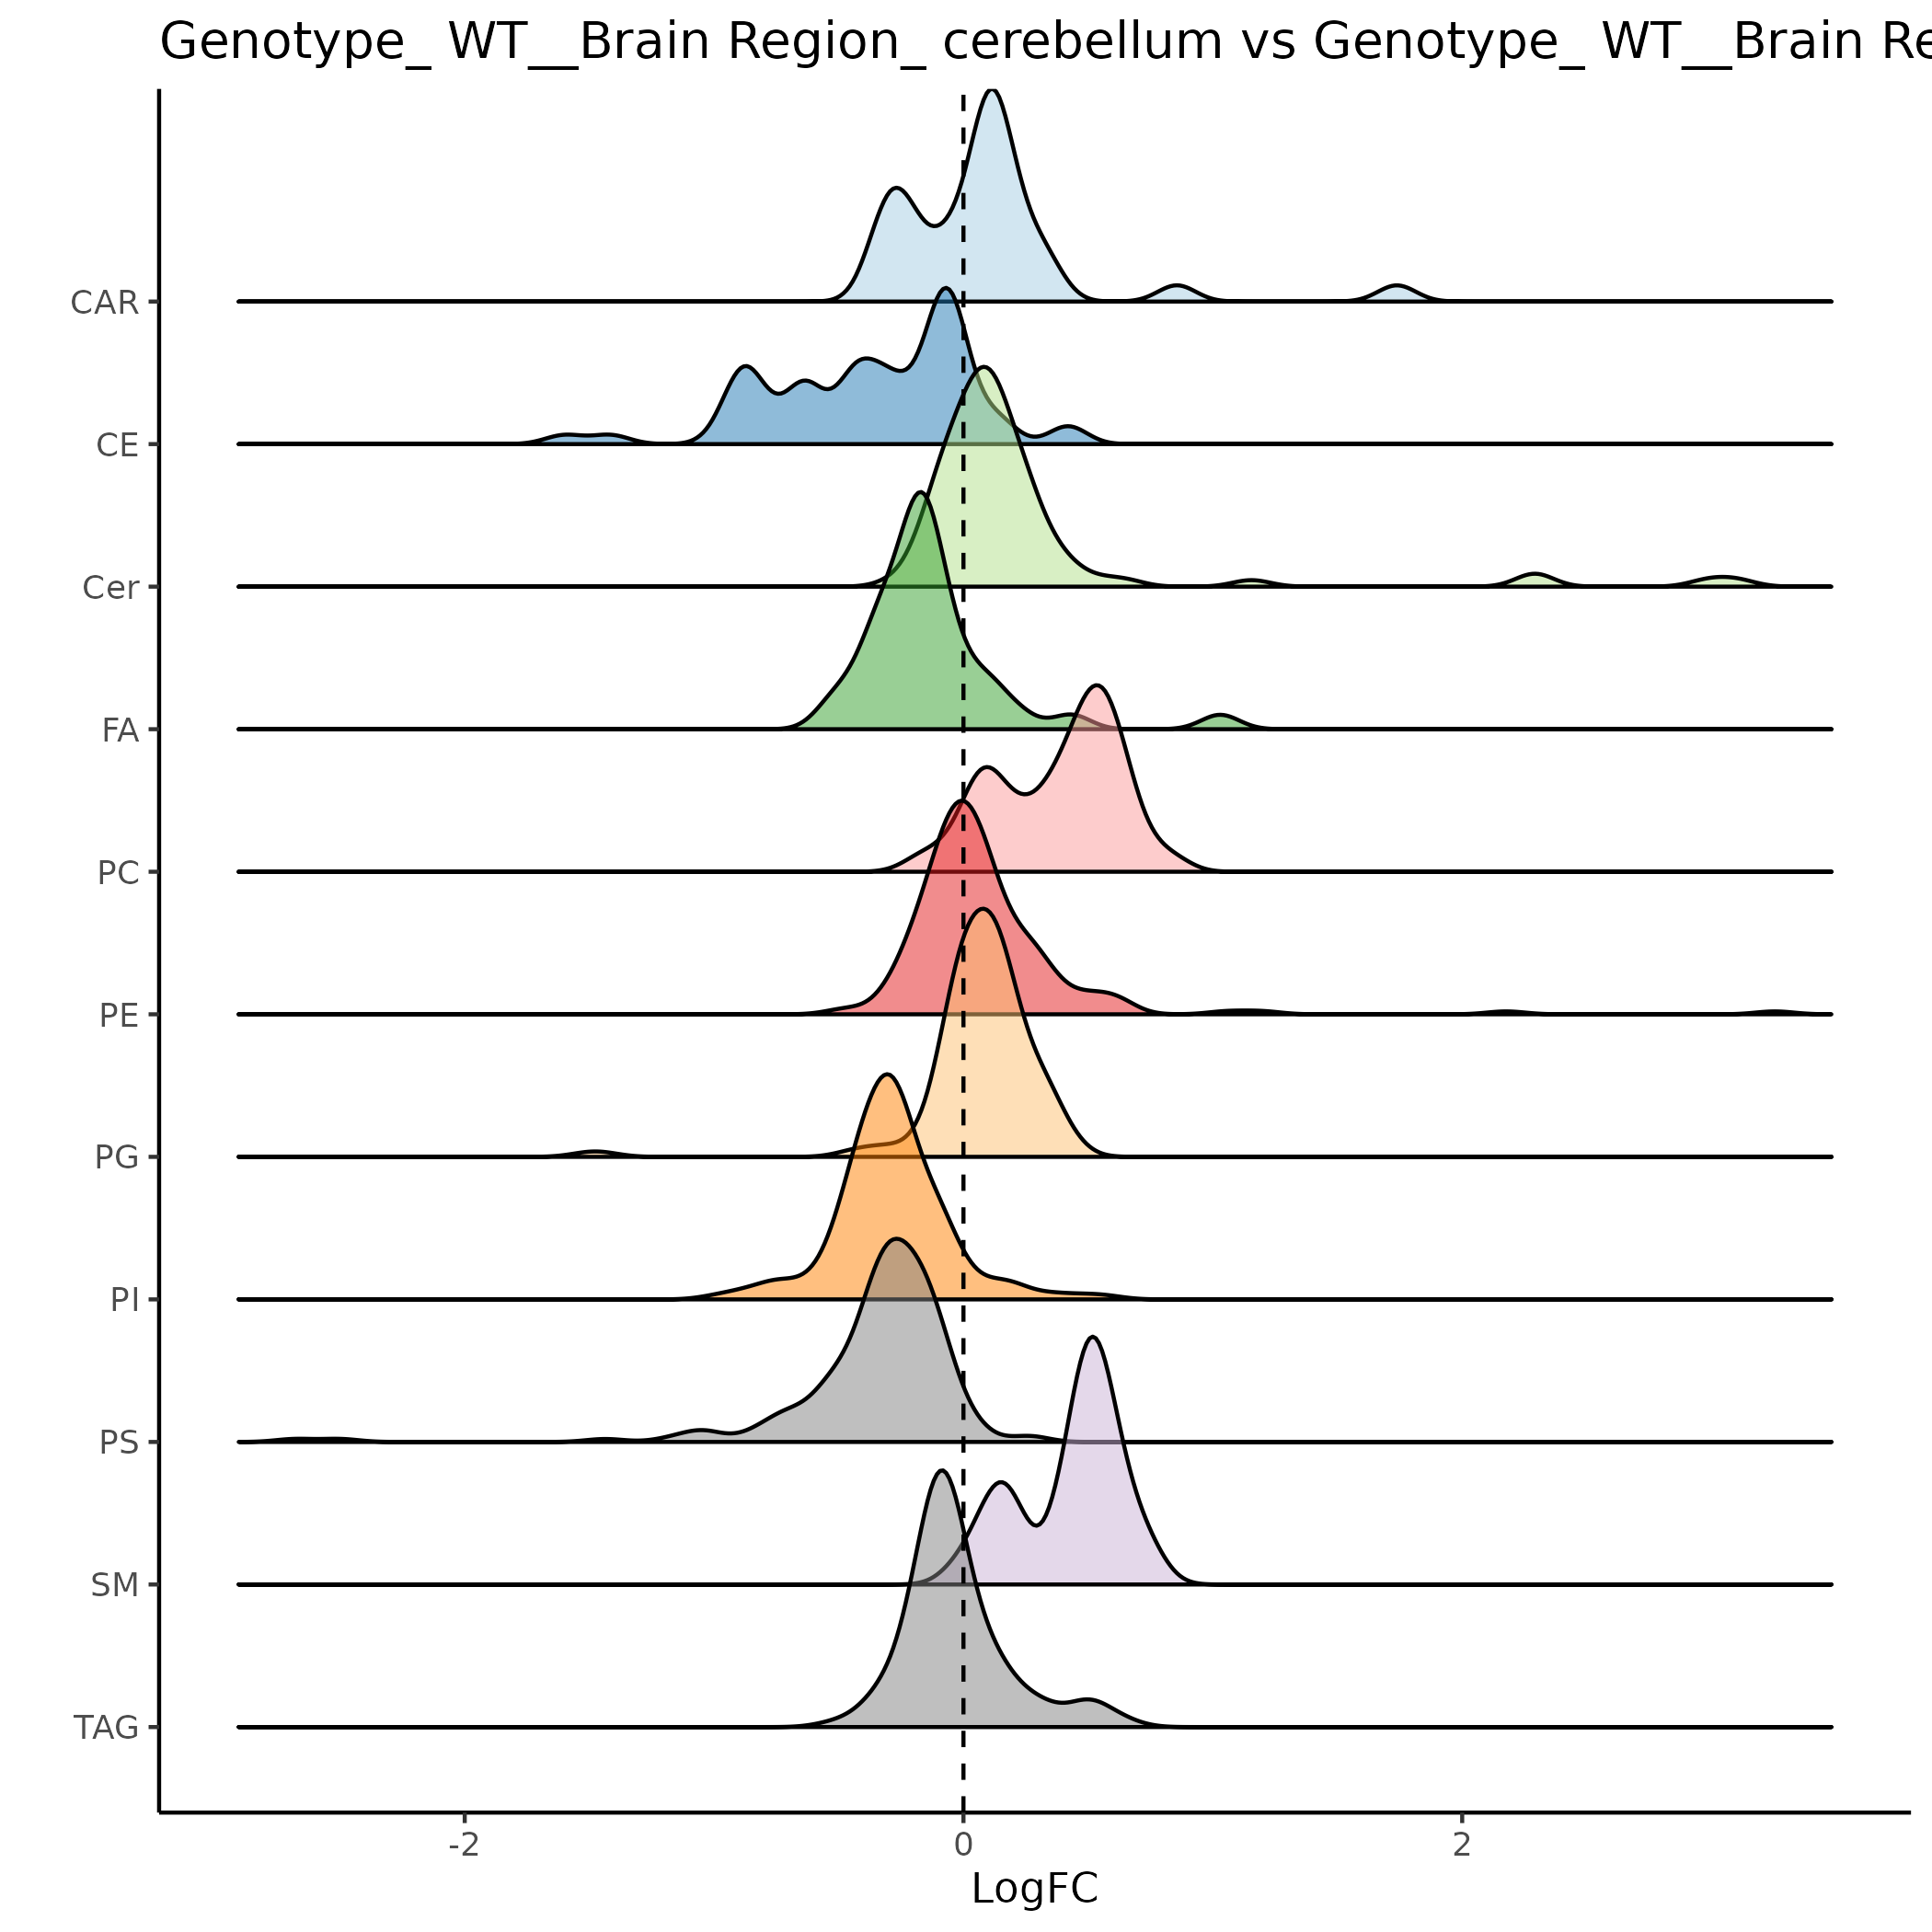 Genotype_ WT__Brain Region_ cerebellum vs Genotype_ WT__Brain Re
CAR
CE
Cer
FA
PC
PE
PG
PI
PS
SM
TAG
-2 0 2
LogFC